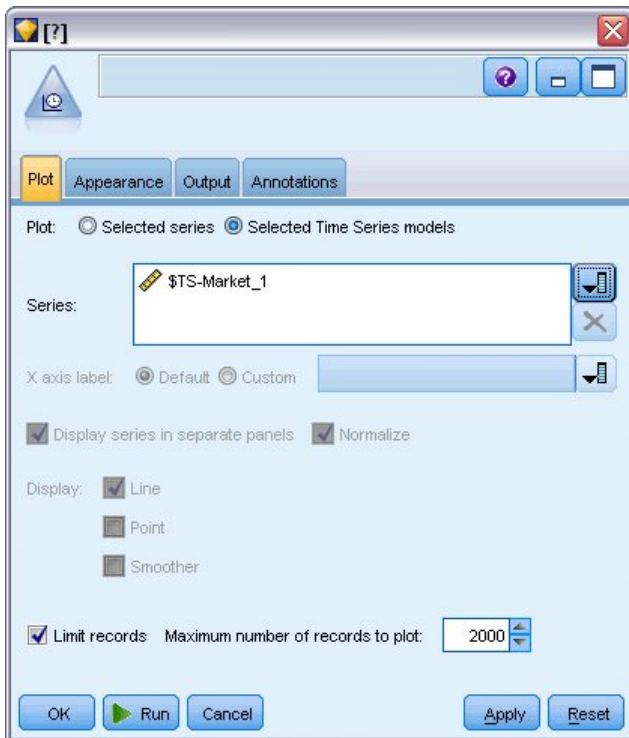 [?]
Plot Appearance Output Annotations
Plot: Selected series Selected Time Series models
Series: $TS-Market_1
X axis label: Default Custom
Display series in separate panels Normalize
Display: Line
Point
Smoother
Limit records Maximum number of records to plot: 2000
OK Run Cancel Apply Reset